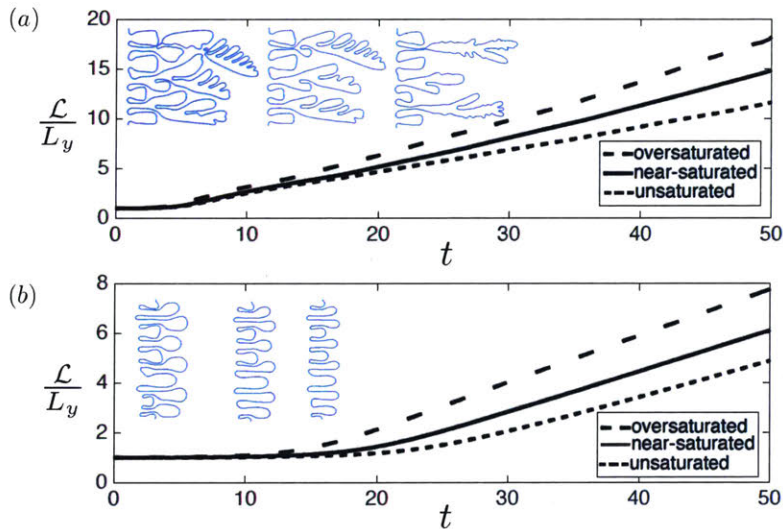 (a)
20
15
10
5
0
ℒ
L_y
oversaturated
near-saturated
unsaturated
0 10 20 30 40 50
t
(b)
8
6
4
2
0
ℒ
L_y
oversaturated
near-saturated
unsaturated
0 10 20 30 40 50
t